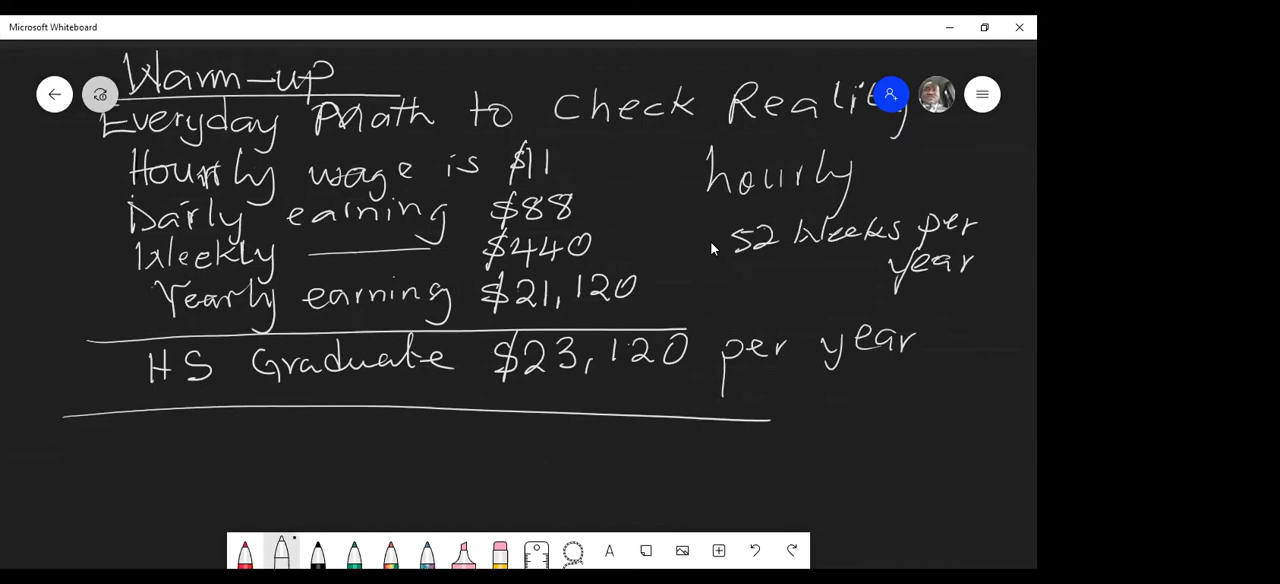 Microsoft Whiteboard
Warm-up
Everyday Math to Check Reality
Hourly wage is $11
hourly
Daily earning $88
52 Weeks per
year
Weekly $440
Yearly earning $21,120
HS Graduate $23,120 per year
A